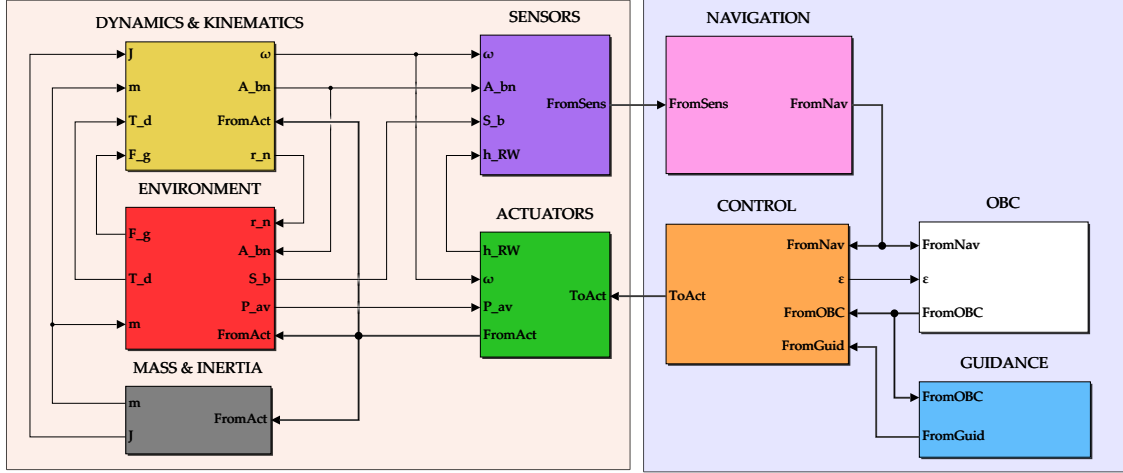 DYNAMICS & KINEMATICS
J
m
T_d
F_g
ω
A_bn
FromAct
r_n
ENVIRONMENT
F_g
T_d
m
r_n
A_bn
S_b
P_av
FromAct
MASS & INERTIA
m
J
FromAct
SENSORS
ω
A_bn
S_b
h_RW
FromSens
ACTUATORS
h_RW
ω
P_av
FromAct
ToAct
NAVIGATION
FromSens
FromNav
CONTROL
ToAct
FromNav
ε
FromOBC
FromGuid
OBC
FromNav
ε
FromOBC
GUIDANCE
FromOBC
FromGuid